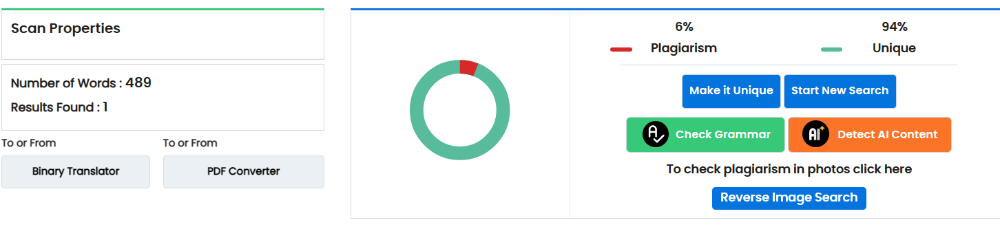 Scan Properties
Number of Words : 489
Results Found : 1
To or From
To or From
Binary Translator
PDF Converter
6%
94%
Plagiarism
Unique
Make it Unique
Start New Search
Check Grammar
AI
Detect AI Content
To check plagiarism in photos click here
Reverse Image Search